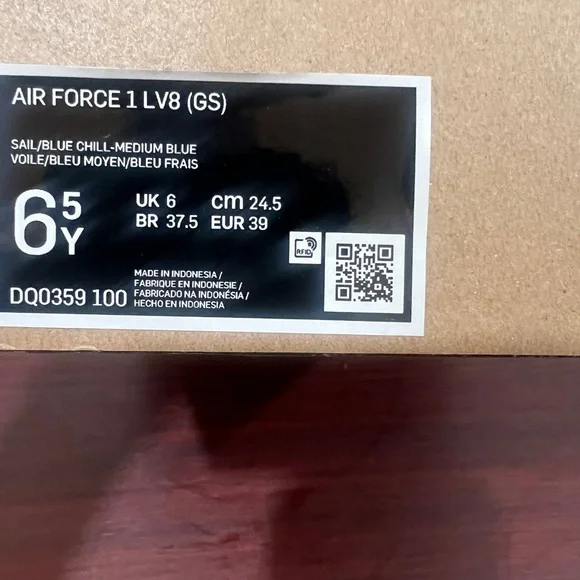 AIR FORCE 1 LV8 (GS)
SAIL/BLUE CHILL-MEDIUM BLUE
VOILE/BLEU MOYEN/BLEU FRAIS
6 5Y
UK 6 cm 24.5
BR 37.5 EUR 39
RFID
DQ0359 100
MADE IN INDONESIA /
FABRIQUE EN INDONESIE /
FABRICADO NA INDONÉSIA /
HECHO EN INDONESIA